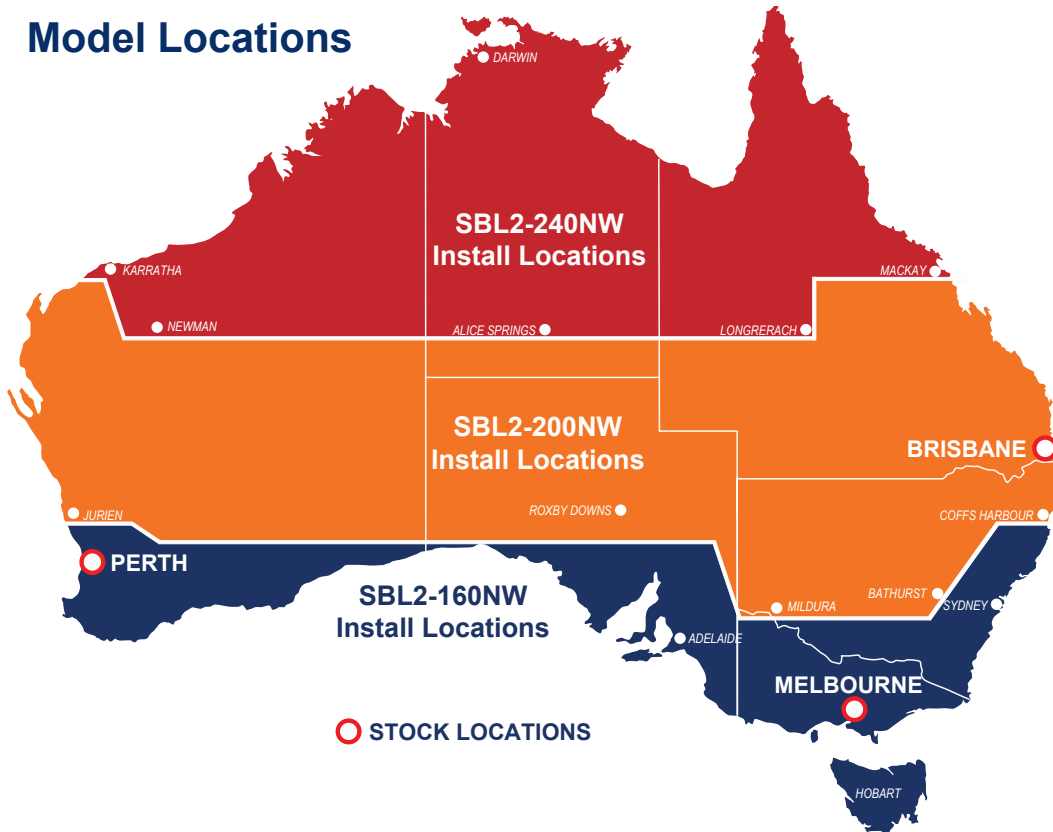 Model Locations
DARWIN
SBL2-240NW
Install Locations
KARRATHA
MACKAY
NEWMAN
ALICE SPRINGS
LONGRERACH
SBL2-200NW
Install Locations
BRISBANE
JURIEN
ROXBY DOWNS
COFFS HARBOUR
PERTH
SBL2-160NW
Install Locations
BATHURST
MILDURA
SYDNEY
ADELAIDE
MELBOURNE
STOCK LOCATIONS
HOBART